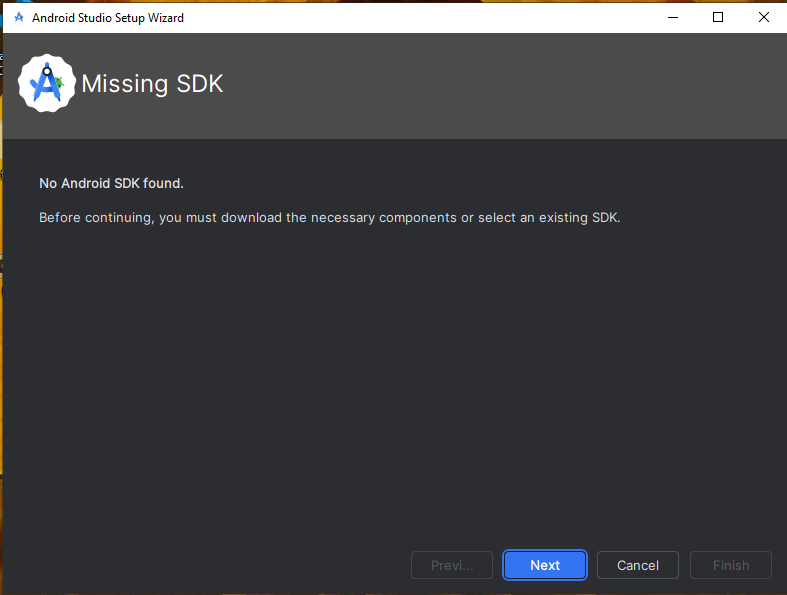 Android Studio Setup Wizard
Missing SDK
No Android SDK found.
Before continuing, you must download the necessary components or select an existing SDK.
Previ...
Next
Cancel
Finish